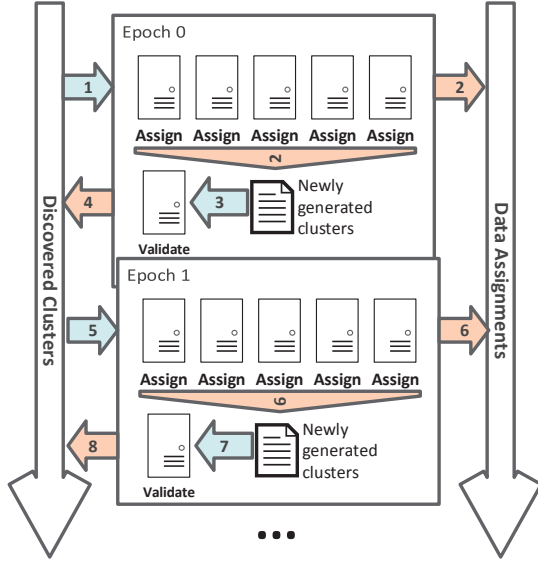 Epoch 0
1
2
Assign Assign Assign Assign Assign
2
4
3
Newly
generated
clusters
Validate
Discovered Clusters
Data Assignments
Epoch 1
5
6
Assign Assign Assign Assign Assign
6
8
7
Newly
generated
clusters
Validate
...